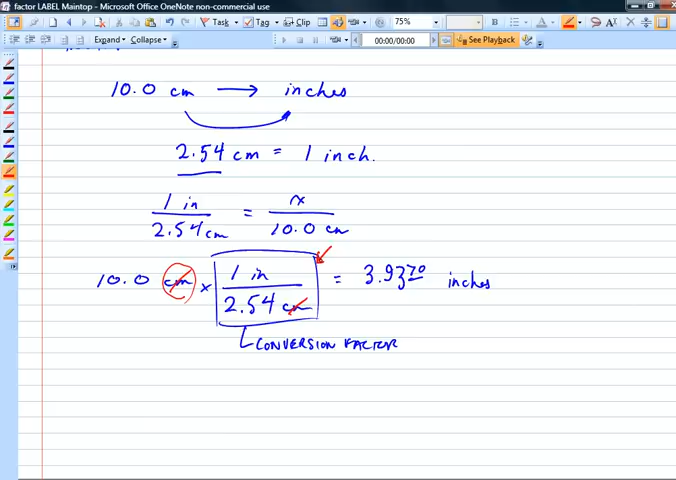 factor LABEL Maintop - Microsoft Office OneNote non-commercial use
Task Tag Clip 75%
Expand Collapse 00:00/00:00 See Playback
10.0 cm → inches
2.54 cm = 1 inch.
1 in / 2.54 cm = x / 10.0 cm
10.0 cm × 1 in / 2.54 cm = 3.9370 inches
CONVERSION FACTOR